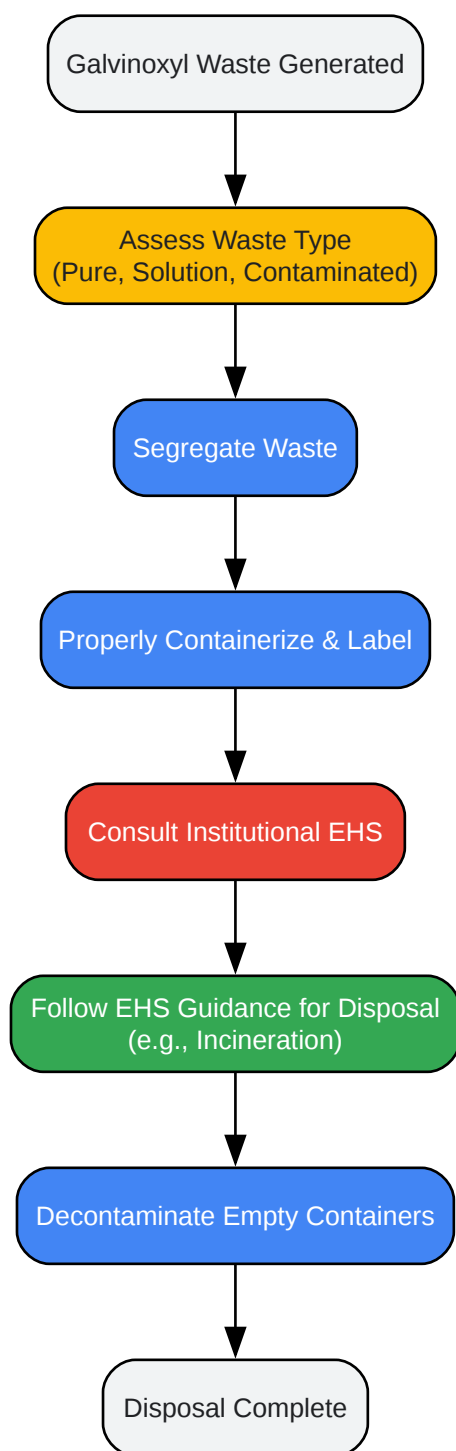 Galvinoxyl Waste Generated
Assess Waste Type
(Pure, Solution, Contaminated)
Segregate Waste
Properly Containerize & Label
Consult Institutional EHS
Follow EHS Guidance for Disposal
(e.g., Incineration)
Decontaminate Empty Containers
Disposal Complete